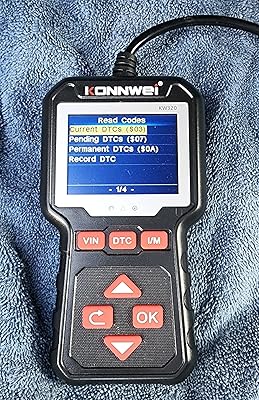 KONNWEI
KW320
Read Codes
Current DTCs ($03)
Pending DTCs ($07)
Permanent DTCs ($0A)
Record DTC
- 1/4 -
VIN
DTC
I/M
OK